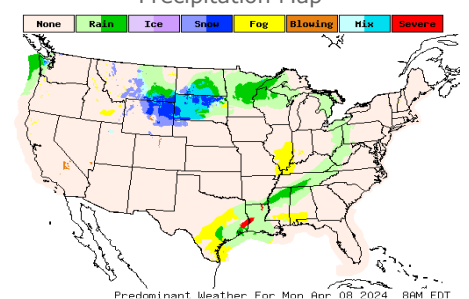 Precipitation Map
None Rain Ice Snow Fog Blowing Mix Severe
Predominant Weather For Mon Apr 08 2024 8AM EDT